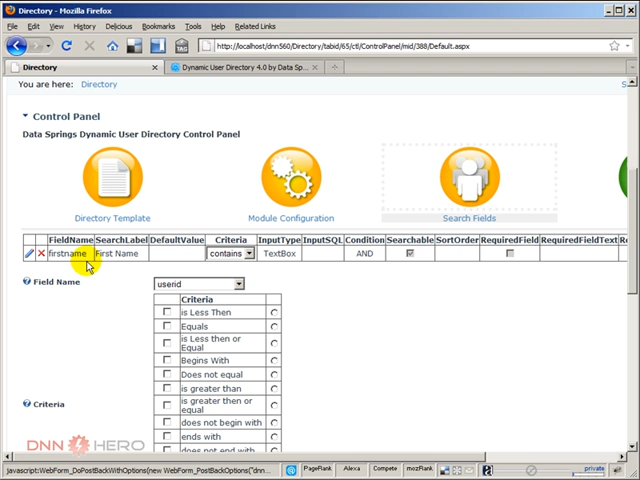 Directory - Mozilla Firefox
File Edit View History Delicious Bookmarks Tools Help Related Links
TAG
http://localhost/dnn560/Directory/tabid/65/ctl/ControlPanel/mid/388/Default.aspx
Directory
Dynamic User Directory 4.0 by Data Sp...
You are here: Directory
S
Control Panel
Data Springs Dynamic User Directory Control Panel
Directory Template
Module Configuration
Search Fields
FieldName SearchLabel DefaultValue Criteria InputType InputSQL Condition Searchable SortOrder RequiredField RequiredFieldText R
firstname First Name contains TextBox AND
Field Name
userid
Criteria
is Less Then
Equals
is Less then or
Equal
Begins With
Does not equal
is greater than
is greater then or
equal
Criteria
does not begin with
ends with
does not end with
DNN HERO
javascript:WebForm_DoPostBackWithOptions(new WebForm_PostBackOptions("dnn...
PageRank Alexa Compete mozRank
private